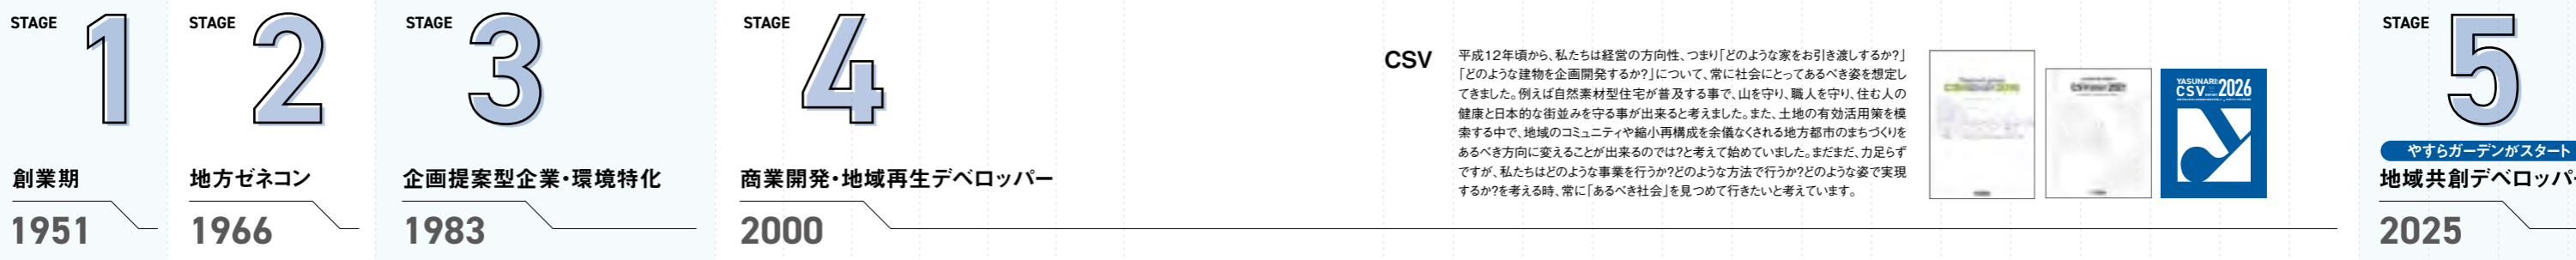 STAGE
1
創業期
1951
STAGE
2
地方ゼネコン
1966
STAGE
3
企画提案型企業・環境特化
1983
STAGE
4
商業開発・地域再生デベロッパー
2000
CSV
平成12年頃から、私たちは経営の方向性、つまり「どのような家をお引き渡しするか?」
「どのような建物を企画開発するか?」について、常に社会にとってあるべき姿を想定し
てきました。例えば自然素材型住宅が普及する事で、山を守り、職人を守り、住む人の
健康と日本的な街並みを守る事が出来ると考えました。また、土地の有効活用策を模
索する中で、地域のコミュニティや縮小再構成を余儀なくされる地方都市のまちづくりを
あるべき方向に変えることが出来るのでは?と考えて始めていました。まだまだ、力足らず
ですが、私たちはどのような事業を行うか?どのような方法で行うか?どのような姿で実現
するか?を考える時、常に「あるべき社会」を見つめて行きたいと考えています。
YASUNARI
CSV 2026
STAGE
5
やすらガーデンがスタート
地域共創デベロッパ
2025